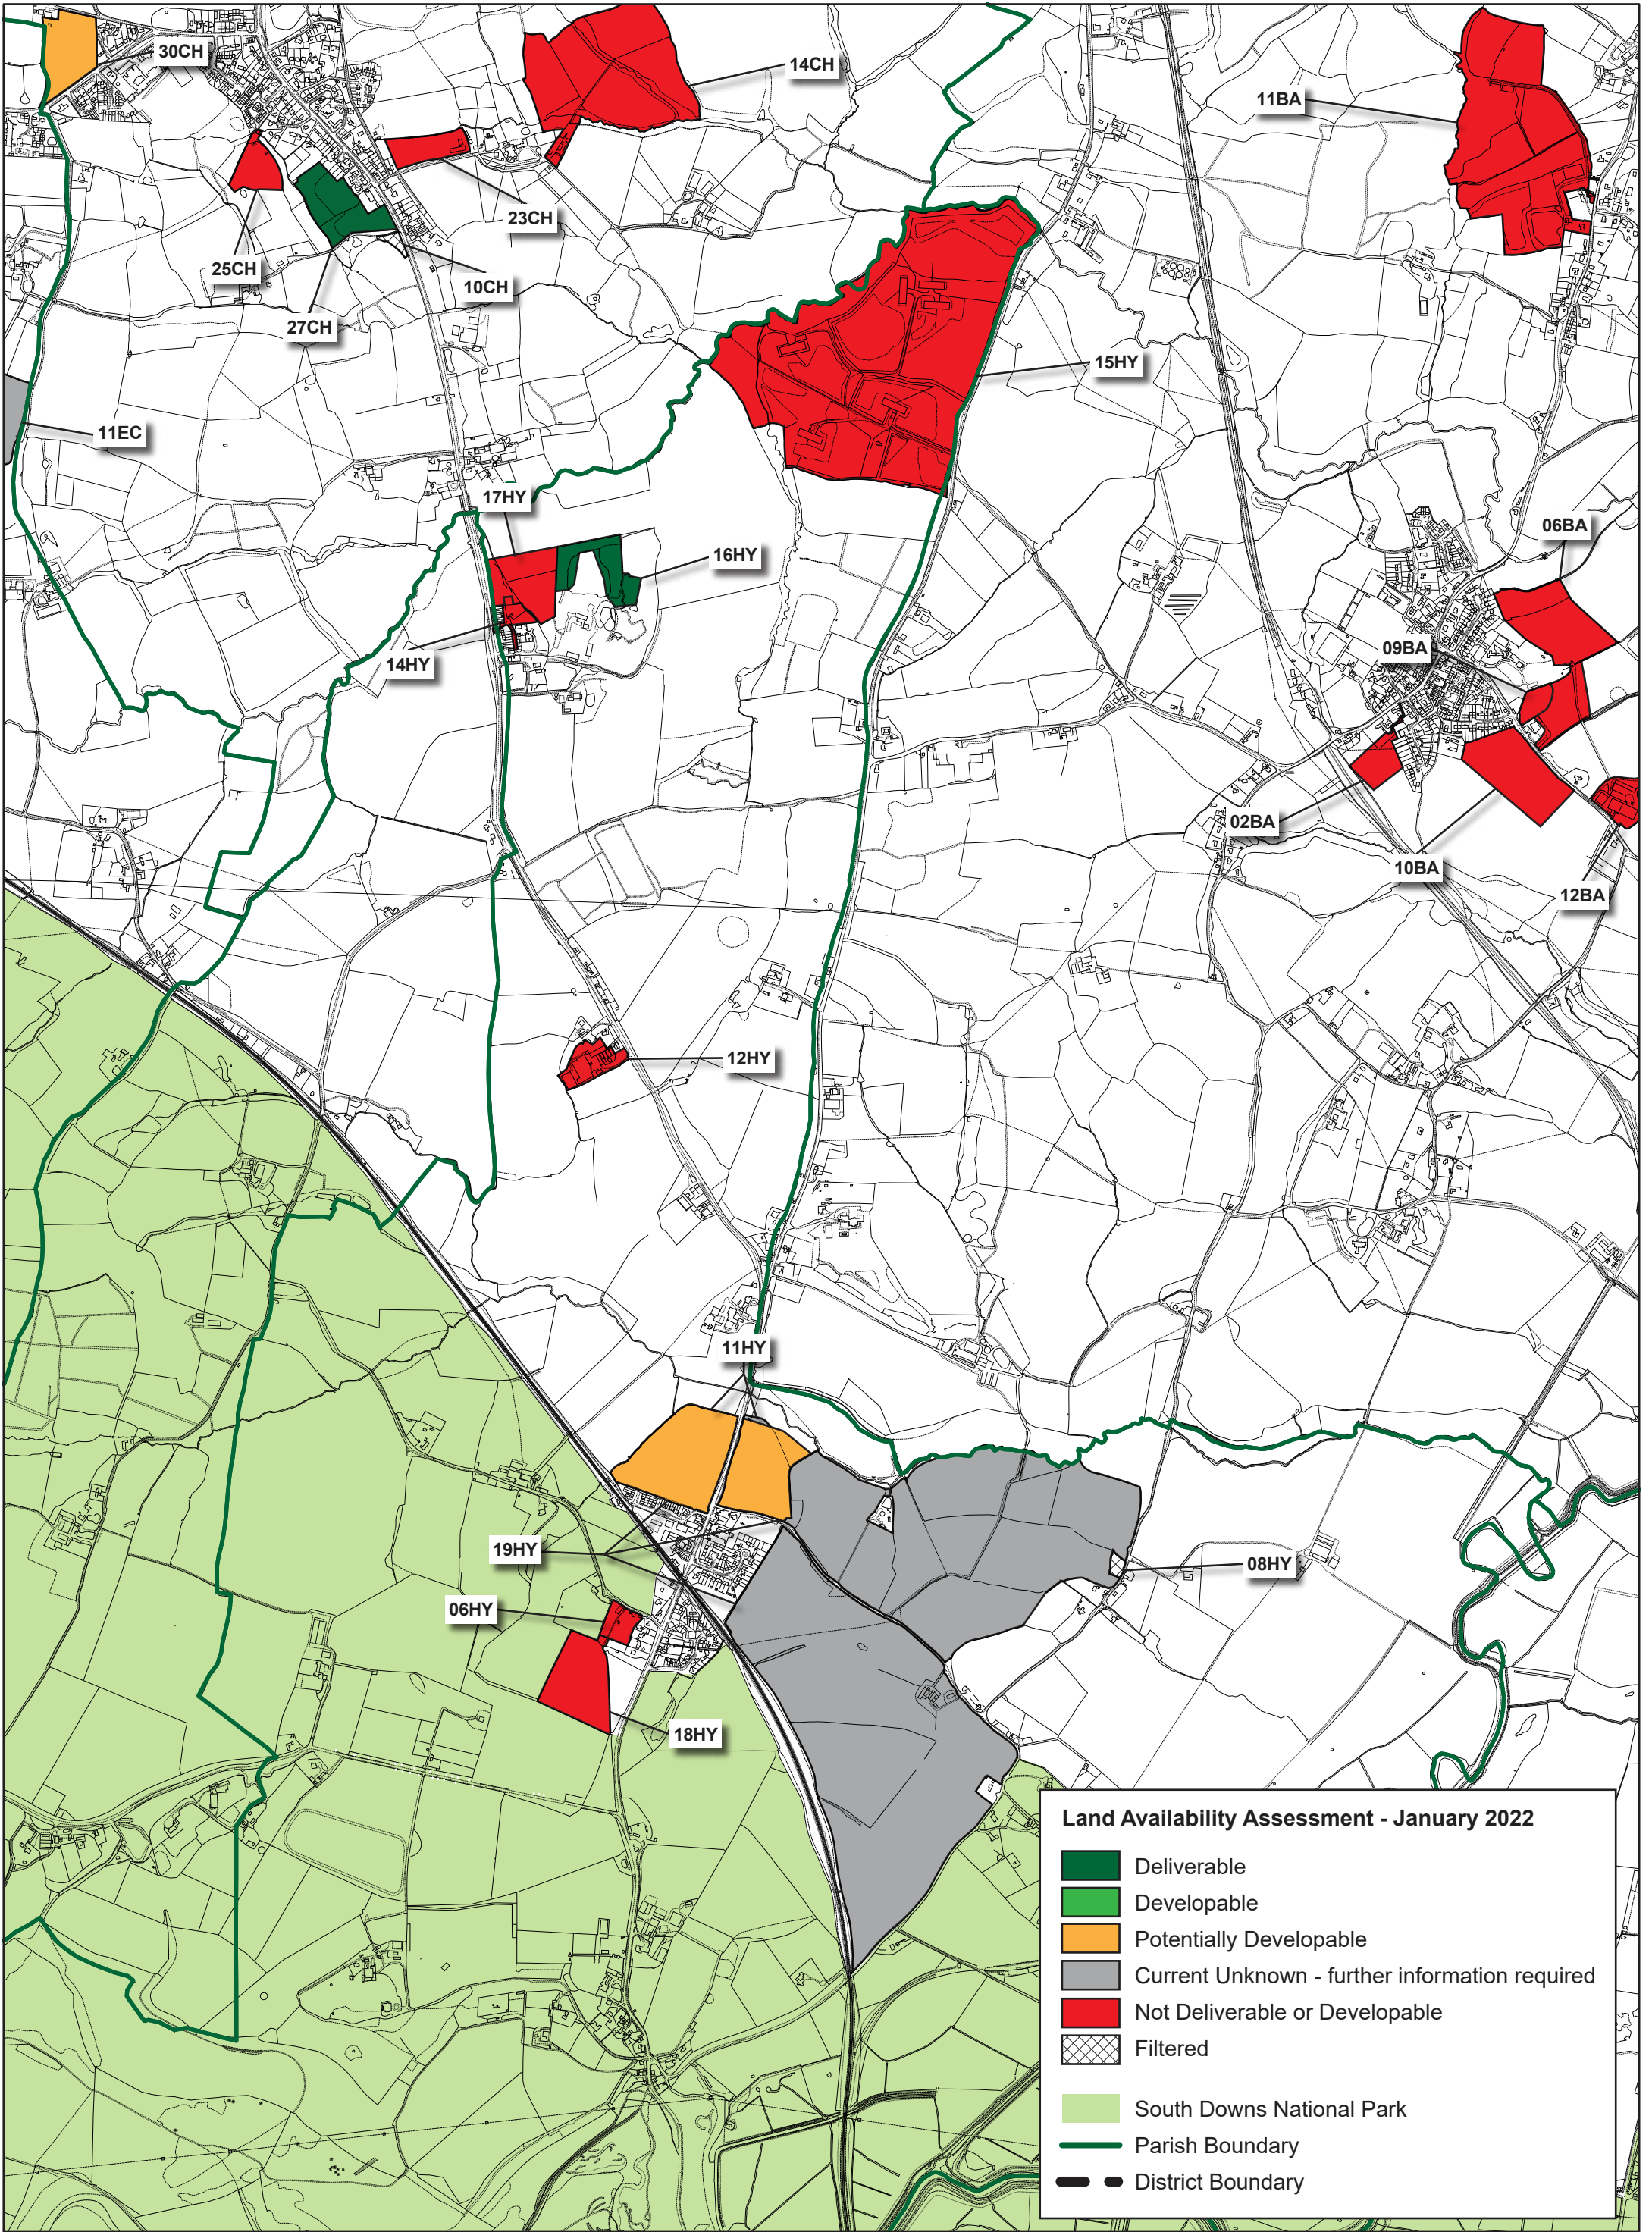 30CH
14CH
11BA
23CH
25CH
10CH
27CH
15HY
11EC
17HY
06BA
16HY
09BA
14HY
02BA
10BA
12BA
12HY
11HY
19HY
08HY
06HY
18HY
Land Availability Assessment - January 2022
Deliverable
Developable
Potentially Developable
Current Unknown - further information required
Not Deliverable or Developable
Filtered
South Downs National Park
Parish Boundary
District Boundary